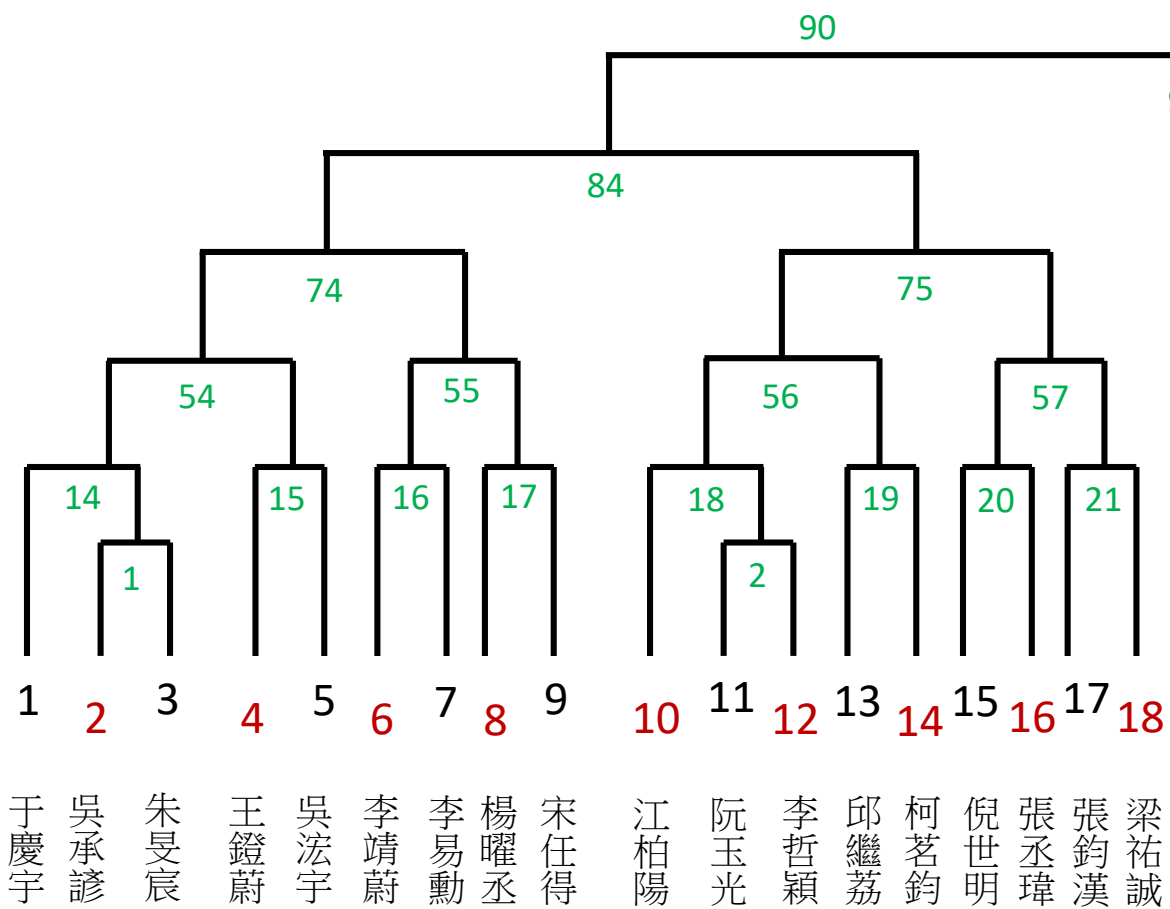 90
84
74
75
54
55
56
57
14
15
16
17
18
19
20
21
1
2
1
2
3
4
5
6
7
8
9
10
11
12
13
14
15
16
17
18
于慶宇
吳承諺
朱旻宸
王鐙蔚
吳浤宇
李靖蔚
李易勳
楊曜丞
宋任得
江柏陽
阮玉光
李哲穎
邱繼荔
柯茗鈞
倪世明
張丞瑋
張鈞漢
梁祐誠